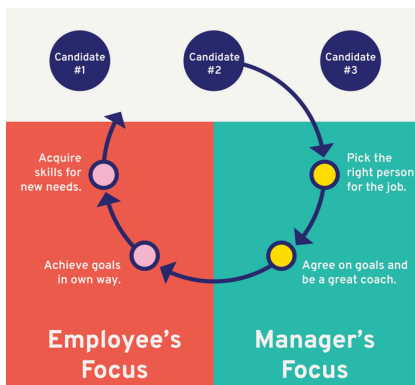 Candidate
#1
Candidate
#2
Candidate
#3
Acquire
skills for
new needs.
Pick the
right person
for the job.
Achieve goals
in own way.
Agree on goals and
be a great coach.
Employee's
Focus
Manager's
Focus